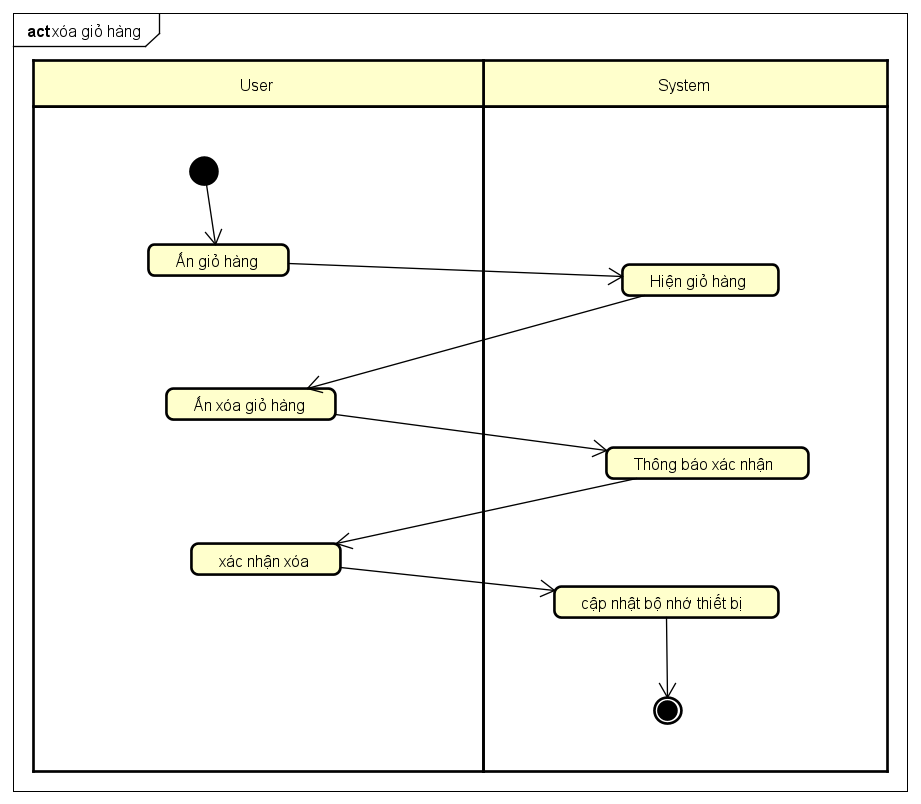 act xóa giỏ hàng
User
System
Ấn giỏ hàng
Hiện giỏ hàng
Ấn xóa giỏ hàng
Thông báo xác nhận
xác nhận xóa
cập nhật bộ nhớ thiết bị